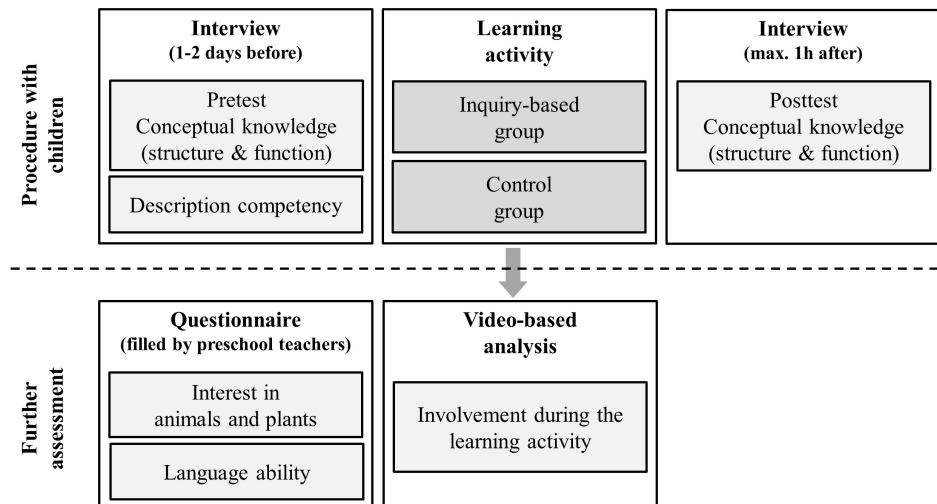 Procedure with
children
Interview
(1-2 days before)
Pretest
Conceptual knowledge
(structure & function)
Description competency
Learning
activity
Inquiry-based
group
Control
group
Interview
(max. 1h after)
Posttest
Conceptual knowledge
(structure & function)
Further
assessment
Questionnaire
(filled by preschool teachers)
Interest in
animals and plants
Language ability
Video-based
analysis
Involvement during the
learning activity